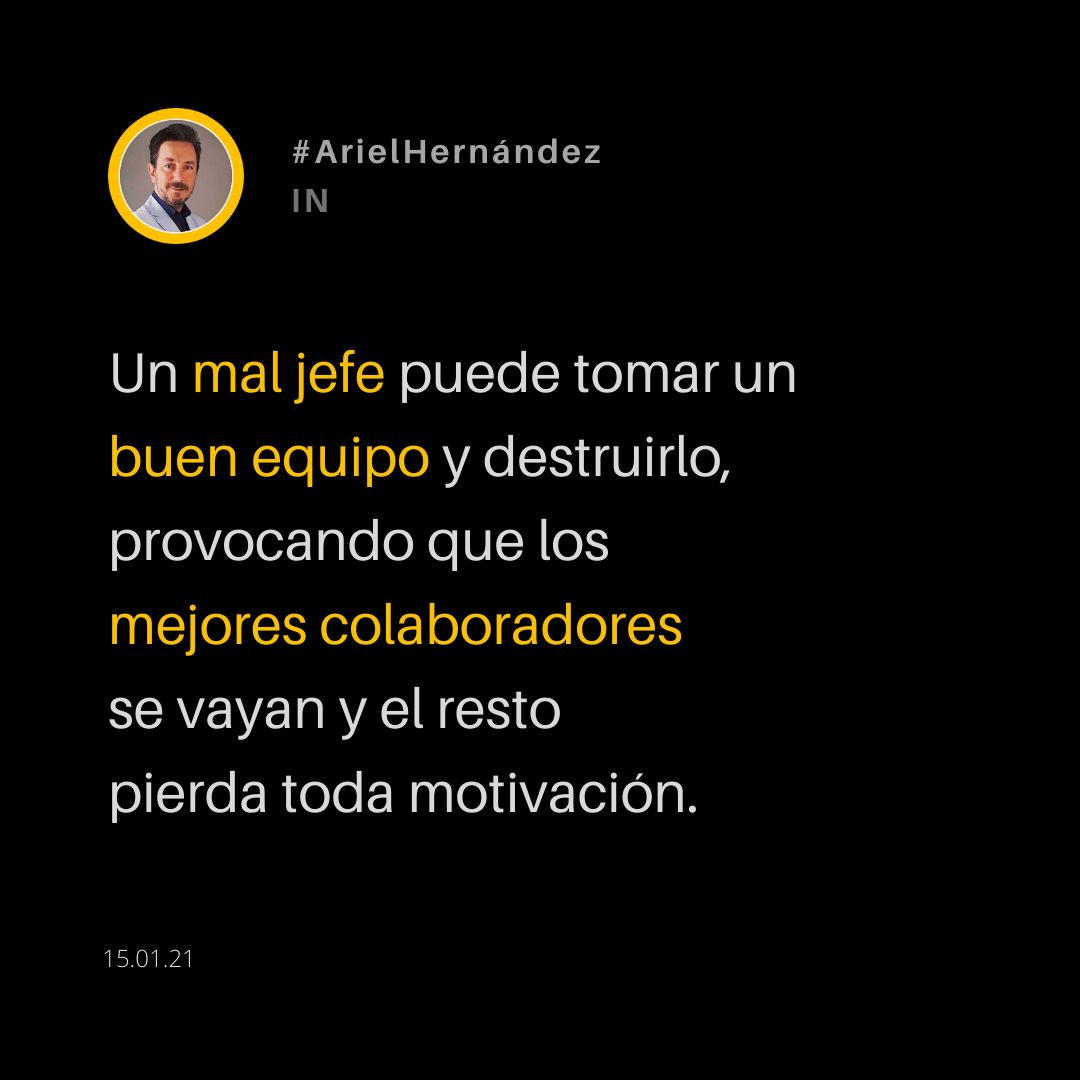 #ArielHernández
IN
Un mal jefe puede tomar un
buen equipo y destruirlo,
provocando que los
mejores colaboradores
se vayan y el resto
pierda toda motivación.
15.01.21